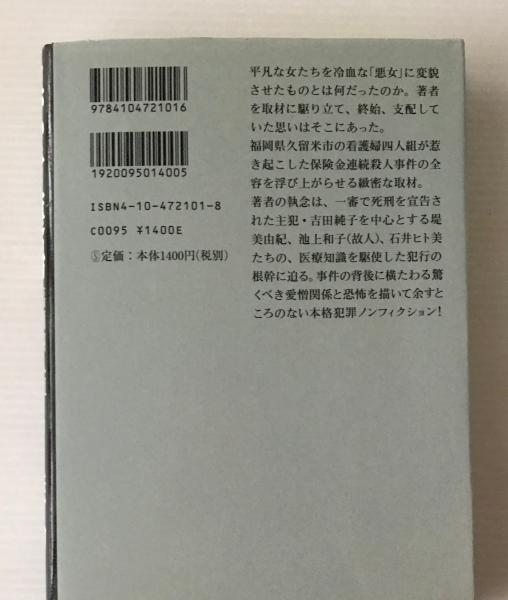 平凡な女たちを冷血な「悪女」に変貌
させたものとは何だったのか。著者
を取材に駆り立て、終始、支配して
いた思いはそこにあった。
福岡県久留米市の看護婦四人組が惹
き起こした保険金連続殺人事件の全
容を浮び上がらせる緻密な取材。
著者の執念は、一審で死刑を宣告さ
れた主犯・吉田純子を中心とする堤
美由紀、池上和子(故人)、石井ヒト美
たちの、医療知識を駆使した犯行の
根幹に迫る。事件の背後に横たわる驚
くべき愛憎関係と恐怖を描いて余すと
ころのない本格犯罪ノンフィクション!
9784104721016
1920095014005
ISBN4-10-472101-8
C0095 ¥1400E
Ⓢ定価:本体1400円(税別)